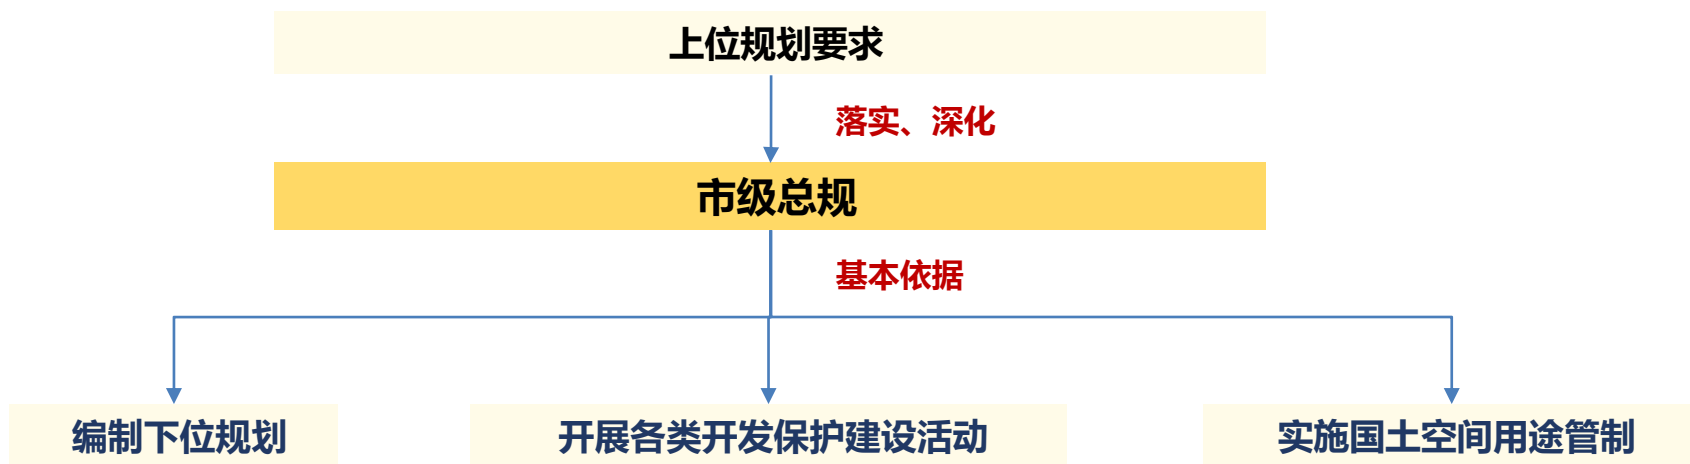 上位规划要求
落实、深化
市级总规
基本依据
编制下位规划
开展各类开发保护建设活动
实施国土空间用途管制